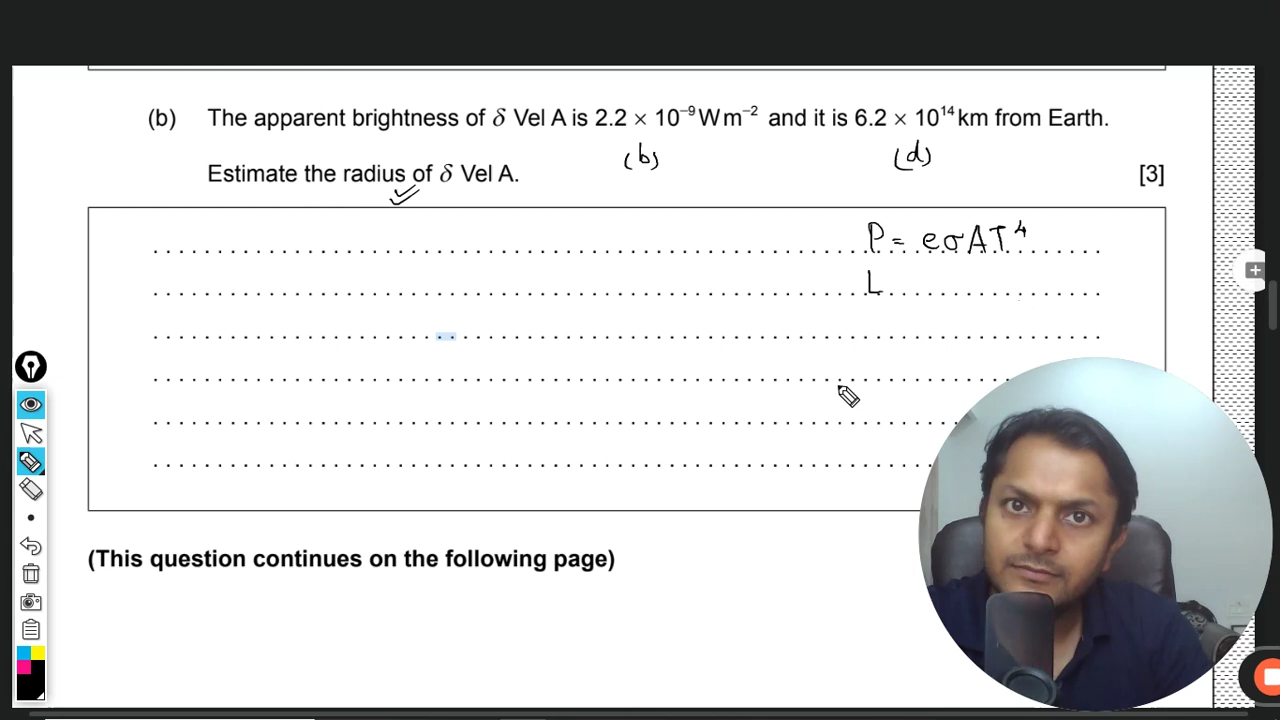 (b) The apparent brightness of δ Vel A is 2.2 × 10⁻⁹ W m⁻² and it is 6.2 × 10¹⁴ km from Earth.
(b) (d)
Estimate the radius of δ Vel A. [3]
P = eσAT⁴
L
(This question continues on the following page)